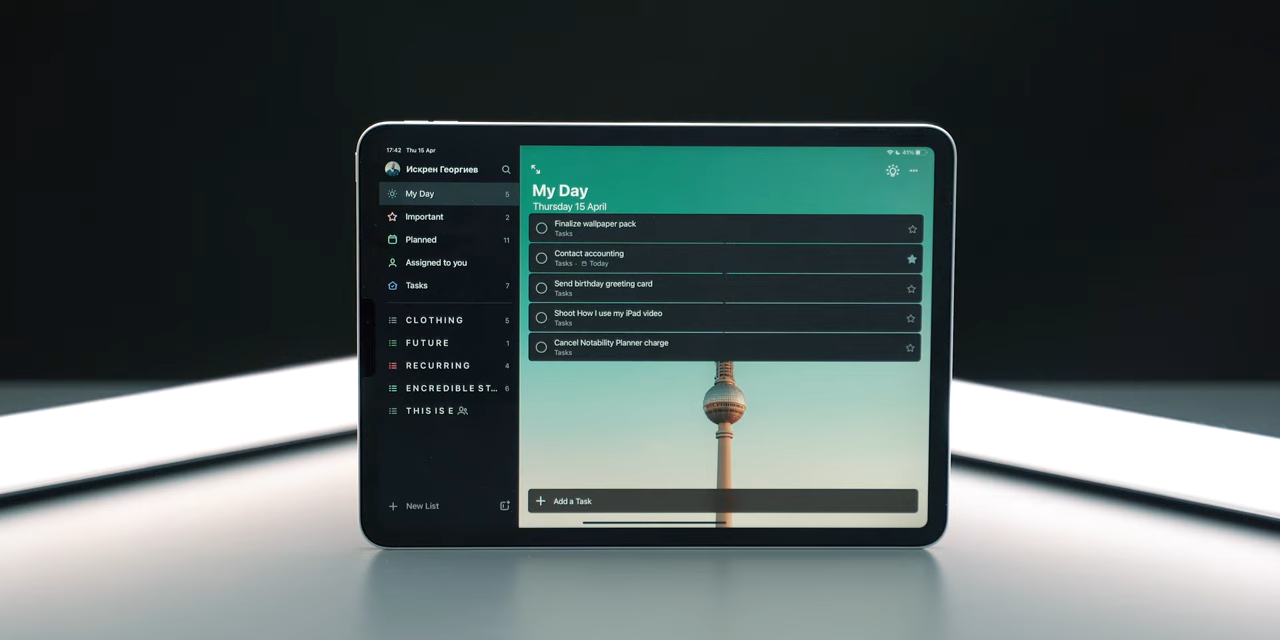 17:42 Thu 15 Apr
Искрен Георгиев
My Day 5
Important 2
Planned 11
Assigned to you
Tasks 7
CLOTHING 5
FUTURE 1
RECURRING 4
ENCREDIBLE ST... 6
THIS IS E
New List
41%
My Day
Thursday 15 April
Finalize wallpaper pack
Tasks
Contact accounting
Tasks · Today
Send birthday greeting card
Tasks
Shoot How I use my iPad video
Tasks
Cancel Notability Planner charge
Tasks
Add a Task